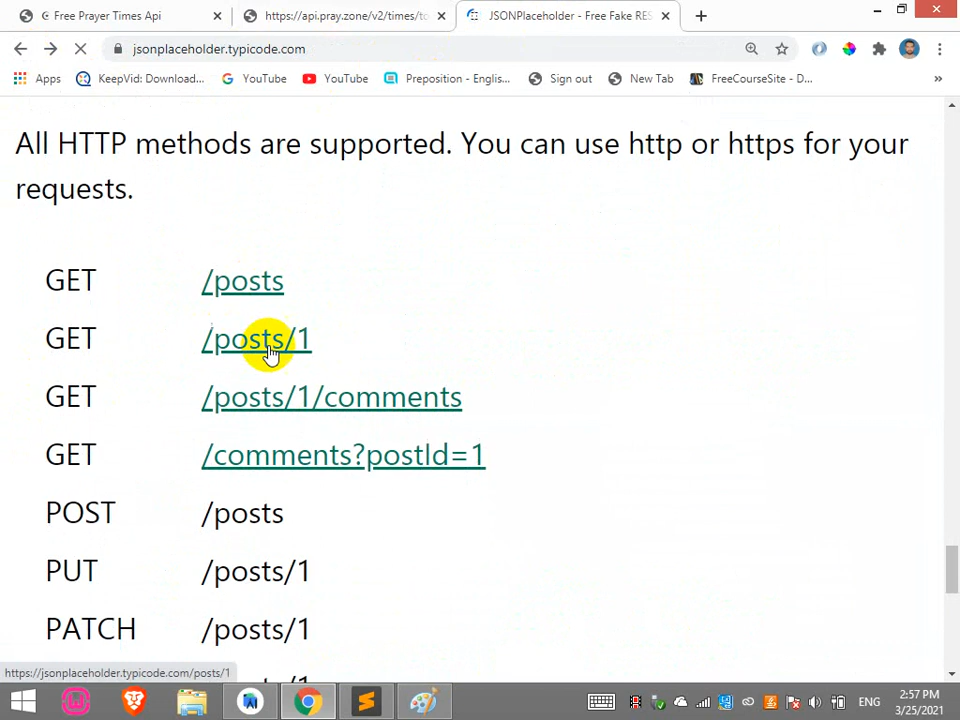 Free Prayer Times Api
https://api.pray.zone/v2/times/to
JSONPlaceholder - Free Fake RES
jsonplaceholder.typicode.com
Apps
KeepVid: Download...
YouTube
YouTube
Preposition - Englis...
Sign out
New Tab
FreeCourseSite - D...
»
All HTTP methods are supported. You can use http or https for your
requests.
GET /posts
GET /posts/1
GET /posts/1/comments
GET /comments?postId=1
POST /posts
PUT /posts/1
PATCH /posts/1
https://jsonplaceholder.typicode.com/posts/1
ENG
2:57 PM
3/25/2021